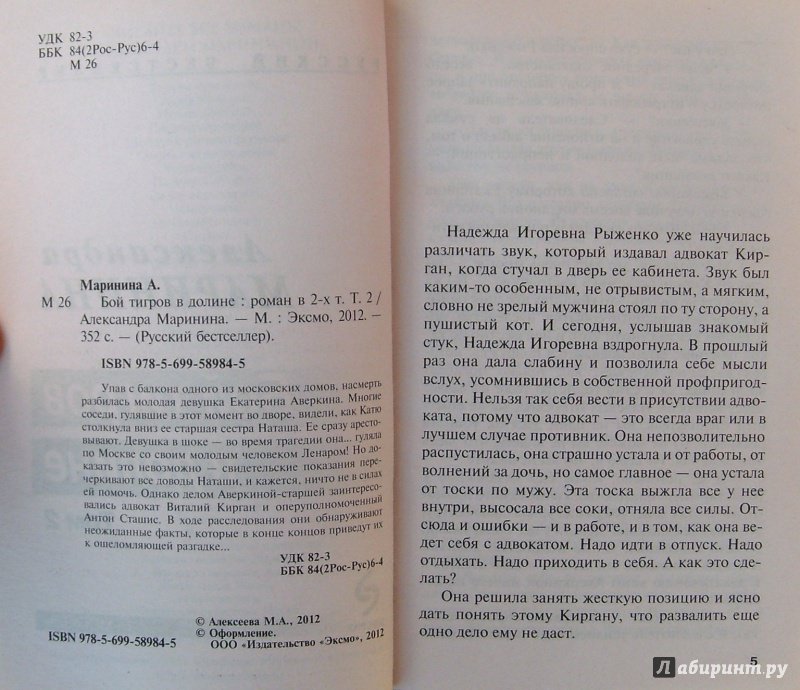 УДК 82-3
ББК 84(2Рос-Рус)6-4
М 26
Маринина А.
М 26 Бой тигров в долине : роман в 2-х т. Т. 2 /
Александра Маринина. — М. : Эксмо, 2012. —
352 с. — (Русский бестселлер).
ISBN 978-5-699-58984-5
Упав с балкона одного из московских домов, насмерть
разбилась молодая девушка Екатерина Аверкина. Многие
соседи, гулявшие в этот момент во дворе, видели, как Катю
столкнула вниз ее старшая сестра Наташа. Ее сразу аресто-
вывают. Девушка в шоке — во время трагедии она... гуляла
по Москве со своим молодым человеком Ленаром! Но до-
казать это невозможно — свидетельские показания пере-
черкивают все доводы Наташи, и кажется, ничто не в силах
ей помочь. Однако делом Аверкиной-старшей заинтересо-
вались адвокат Виталий Кирган и оперуполномоченный
Антон Сташис. В ходе расследования они обнаруживают
неожиданные факты, которые в конце концов приведут их
к ошеломляющей разгадке...
УДК 82-3
ББК 84(2Рос-Рус)6-4
© Алексеева М.А., 2012
© Оформление.
ISBN 978-5-699-58984-5 ООО «Издательство «Эксмо», 2012
Надежда Игоревна Рыженко уже научилась
различать звук, который издавал адвокат Кир-
ган, когда стучал в дверь ее кабинета. Звук был
каким-то особенным, не отрывистым, а мягким,
словно не зрелый мужчина стоял по ту сторону, а
пушистый кот. И сегодня, услышав знакомый
стук, Надежда Игоревна вздрогнула. В прошлый
раз она дала слабину и позволила себе мысли
вслух, усомнившись в собственной профпригод-
ности. Нельзя так себя вести в присутствии адво-
ката, потому что адвокат — это всегда враг или в
лучшем случае противник. Она непозволительно
распустилась, она страшно устала и от работы, от
волнений за дочь, но самое главное — она устала
от тоски по мужу. Эта тоска выжгла все у нее
внутри, высосала все соки, отняла все силы. От-
сюда и ошибки — и в работе, и в том, как она ве-
дет себя с адвокатом. Надо идти в отпуск. Надо
отдыхать. Надо приходить в себя. А как это сде-
лать?
Она решила занять жесткую позицию и ясно
дать понять этому Киргану, что развалить еще
одно дело ему не даст.
5
Лабиринт.ру